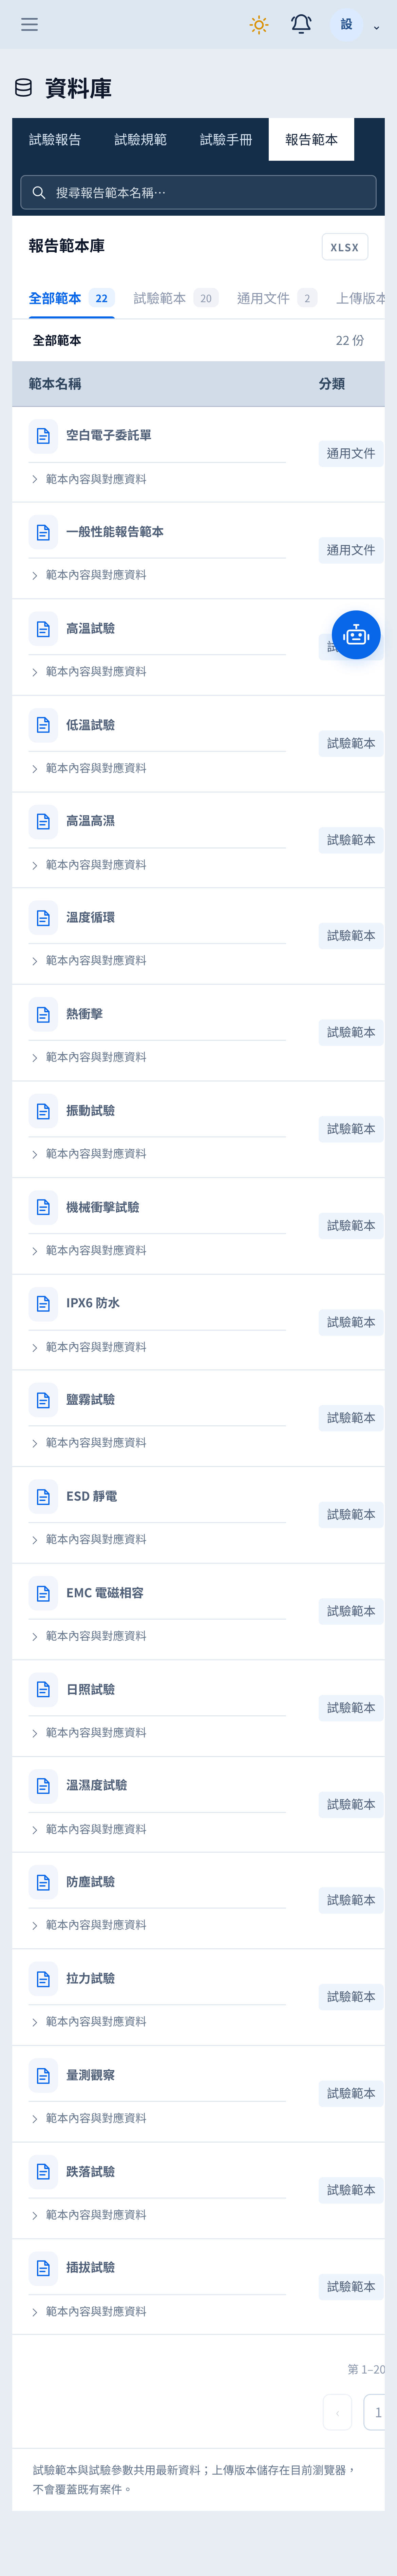 設
資料庫
試驗報告 試驗規範 試驗手冊 報告範本
搜尋報告範本名稱…
報告範本庫 XLSX
全部範本 22 試驗範本 20 通用文件 2 上傳版本
全部範本 22 份
範本名稱 分類
空白電子委託單
通用文件
範本內容與對應資料
一般性能報告範本
通用文件
範本內容與對應資料
高溫試驗
範本內容與對應資料
低溫試驗
試驗範本
範本內容與對應資料
高溫高濕
試驗範本
範本內容與對應資料
溫度循環
試驗範本
範本內容與對應資料
熱衝擊
試驗範本
範本內容與對應資料
振動試驗
試驗範本
範本內容與對應資料
機械衝擊試驗
試驗範本
範本內容與對應資料
IPX6 防水
試驗範本
範本內容與對應資料
鹽霧試驗
試驗範本
範本內容與對應資料
ESD 靜電
試驗範本
範本內容與對應資料
EMC 電磁相容
試驗範本
範本內容與對應資料
日照試驗
試驗範本
範本內容與對應資料
溫濕度試驗
試驗範本
範本內容與對應資料
防塵試驗
試驗範本
範本內容與對應資料
拉力試驗
試驗範本
範本內容與對應資料
量測觀察
試驗範本
範本內容與對應資料
跌落試驗
試驗範本
範本內容與對應資料
插拔試驗
試驗範本
範本內容與對應資料
第 1–20
‹ 1
試驗範本與試驗參數共用最新資料；上傳版本儲存在目前瀏覽器，
不會覆蓋既有案件。